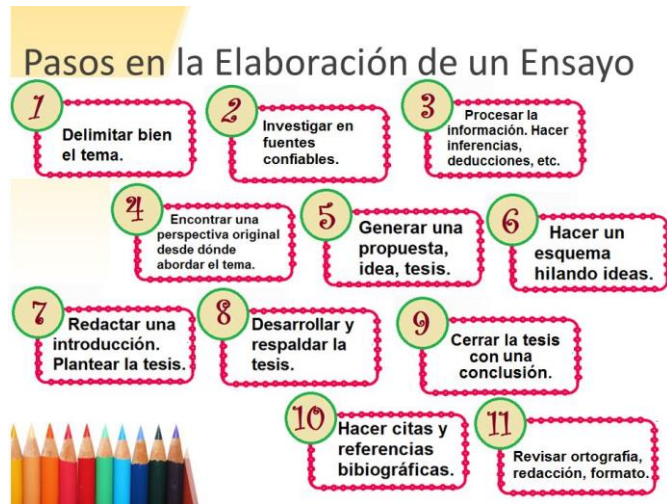 Pasos en la Elaboración de un Ensayo
1
Delimitar bien
el tema.
2
Investigar en
fuentes
confiables.
3
Procesar la
información. Hacer
inferencias,
deducciones, etc.
4
Encontrar una
perspectiva original
desde dónde
abordar el tema.
5
Generar una
propuesta,
idea, tesis.
6
Hacer un
esquema
hilando ideas.
7
Redactar una
introducción.
Plantear la tesis.
8
Desarrollar y
respaldar la
tesis.
9
Cerrar la tesis
con una
conclusión.
10
Hacer citas y
referencias
bibiográficas.
11
Revisar ortografía,
redacción, formato.